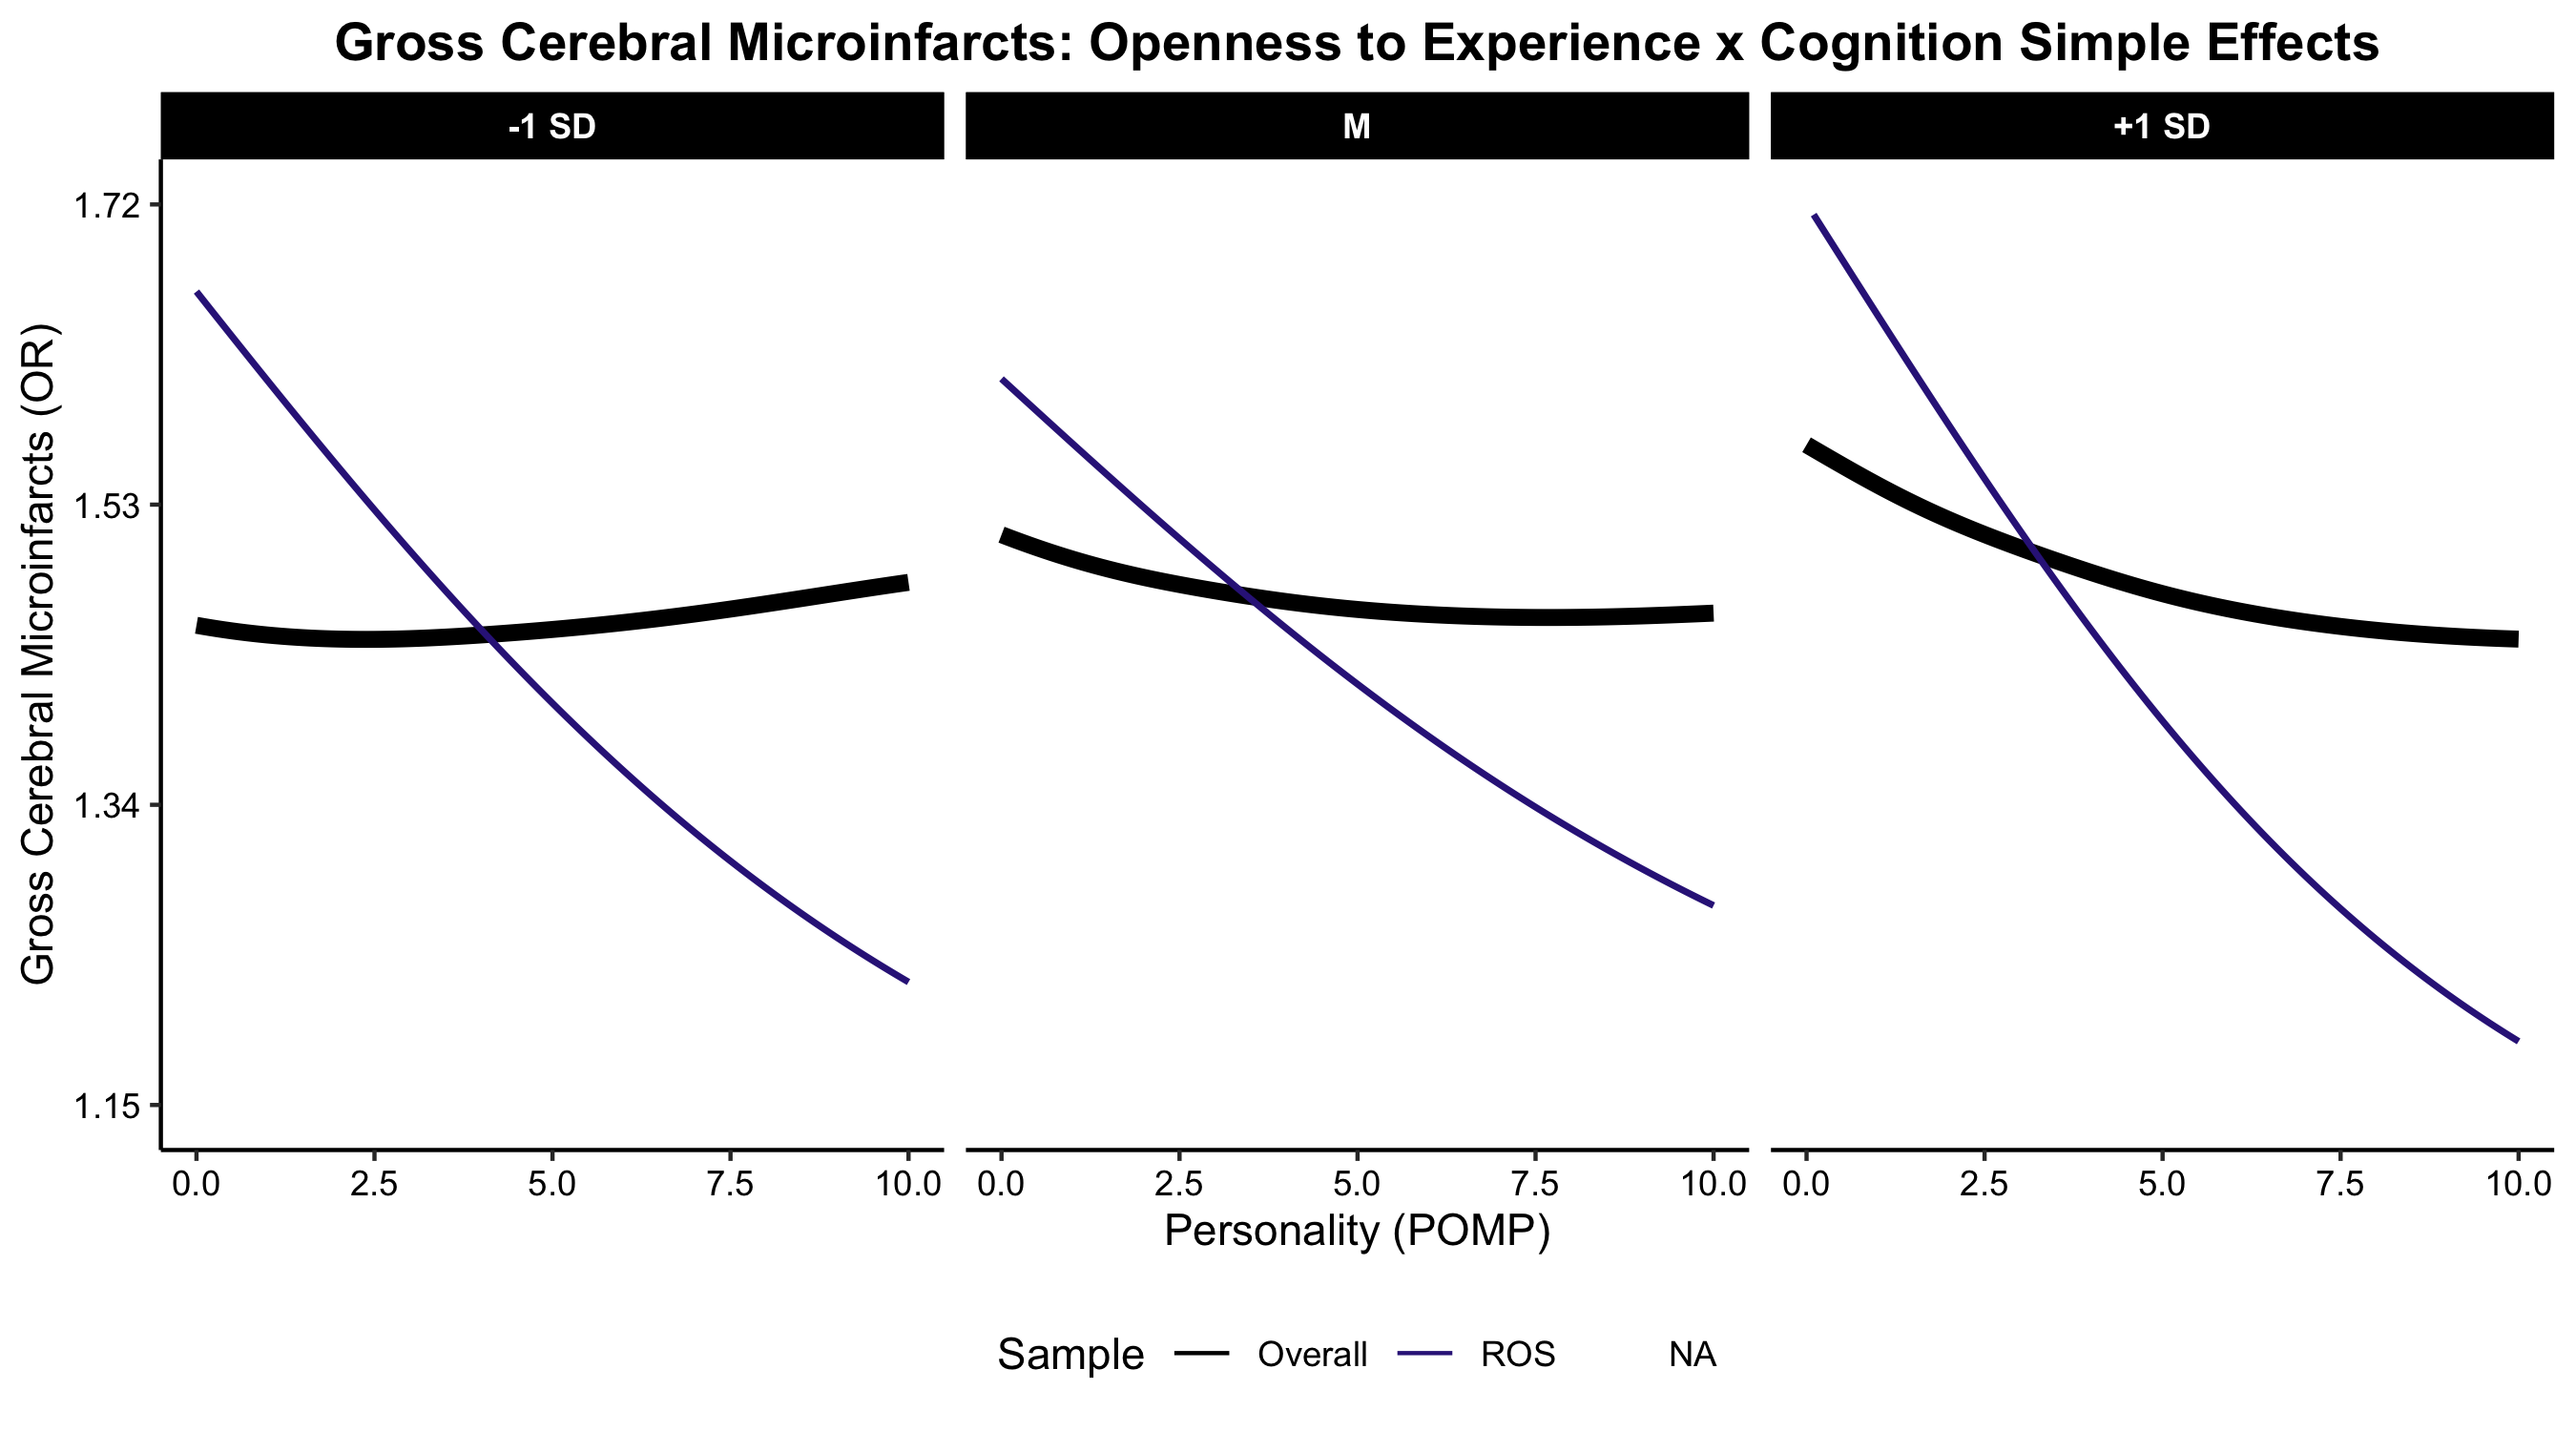 Gross Cerebral Microinfarcts: Openness to Experience x Cognition Simple Effects
-1 SD M +1 SD
Gross Cerebral Microinfarcts (OR)
1.72
1.53
1.34
1.15
0.0 2.5 5.0 7.5 10.0 0.0 2.5 5.0 7.5 10.0 0.0 2.5 5.0 7.5 10.0
Personality (POMP)
Sample Overall ROS NA